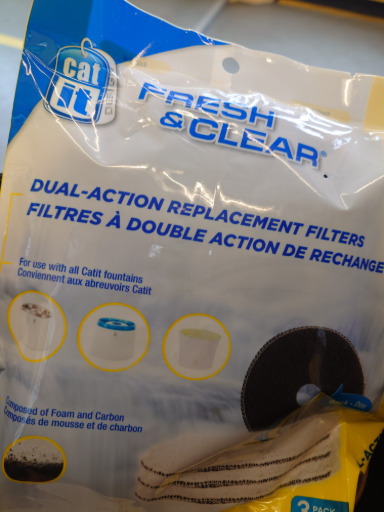 cat
it
DESIGN
FRESH
& CLEAR®
DUAL-ACTION REPLACEMENT FILTERS
FILTRES À DOUBLE ACTION DE RECHANGE
For use with all Catit fountains
Conviennent aux abreuvoirs Catit
Composed of Foam and Carbon
Composés de mousse et de charbon
3 PACK